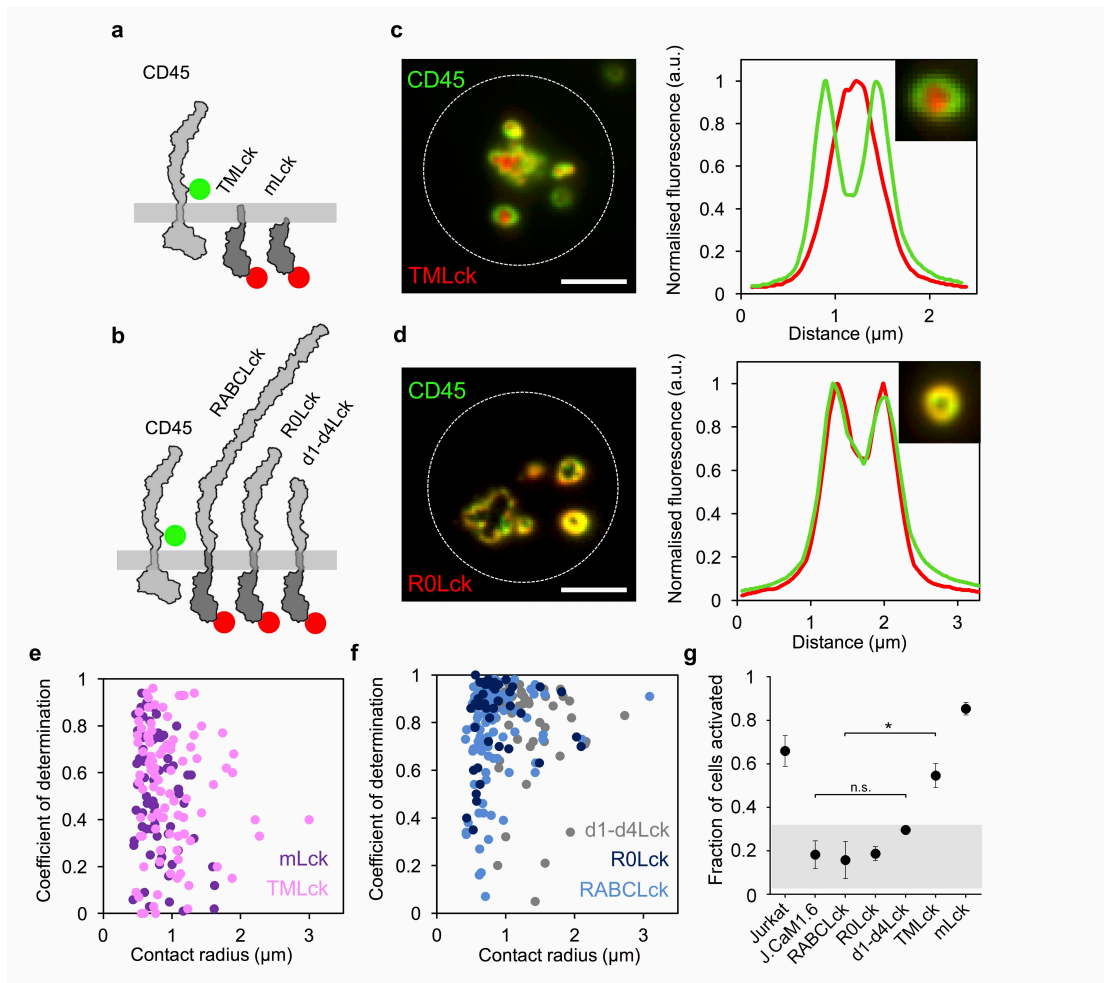 a
CD45
TMLck
mLck
b
CD45
RABCLck
R0Lck
d1-d4Lck
c
CD45
TMLck
Normalised fluorescence (a.u.)
1
0.8
0.6
0.4
0.2
0
0
1
2
Distance (µm)
d
CD45
R0Lck
Normalised fluorescence (a.u.)
1
0.8
0.6
0.4
0.2
0
0
1
2
3
Distance (µm)
e
Coefficient of determination
1
0.8
0.6
0.4
0.2
0
mLck
TMLck
0
1
2
3
Contact radius (µm)
f
Coefficient of determination
1
0.8
0.6
0.4
0.2
0
d1-d4Lck
R0Lck
RABCLck
0
1
2
3
Contact radius (µm)
g
Fraction of cells activated
1
0.8
0.6
0.4
0.2
0
*
n.s.
Jurkat
J.CaM1.6
RABCLck
R0Lck
d1-d4Lck
TMLck
mLck